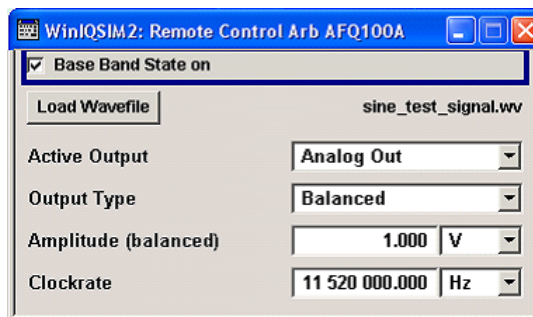 WinIQSIM2: Remote Control Arb AFQ100A
Base Band State on
Load Wavefile sine_test_signal.wv
Active Output Analog Out
Output Type Balanced
Amplitude (balanced) 1.000 V
Clockrate 11 520 000.000 Hz